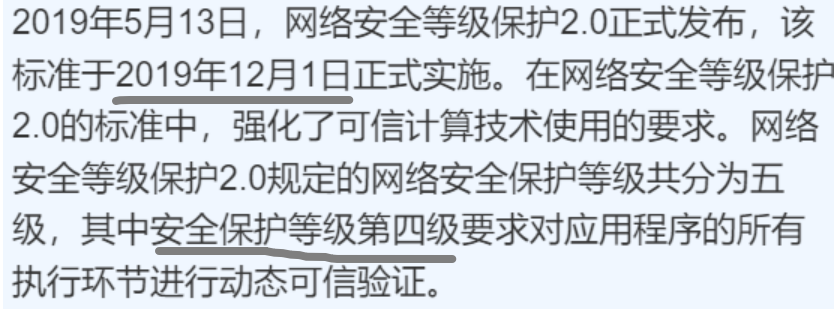 2019年5月13日，网络安全等级保护2.0正式发布，该
标准于2019年12月1日正式实施。在网络安全等级保护
2.0的标准中，强化了可信计算技术使用的要求。网络
安全等级保护2.0规定的网络安全保护等级共分为五
级，其中安全保护等级第四级要求对应用程序的所有
执行环节进行动态可信验证。